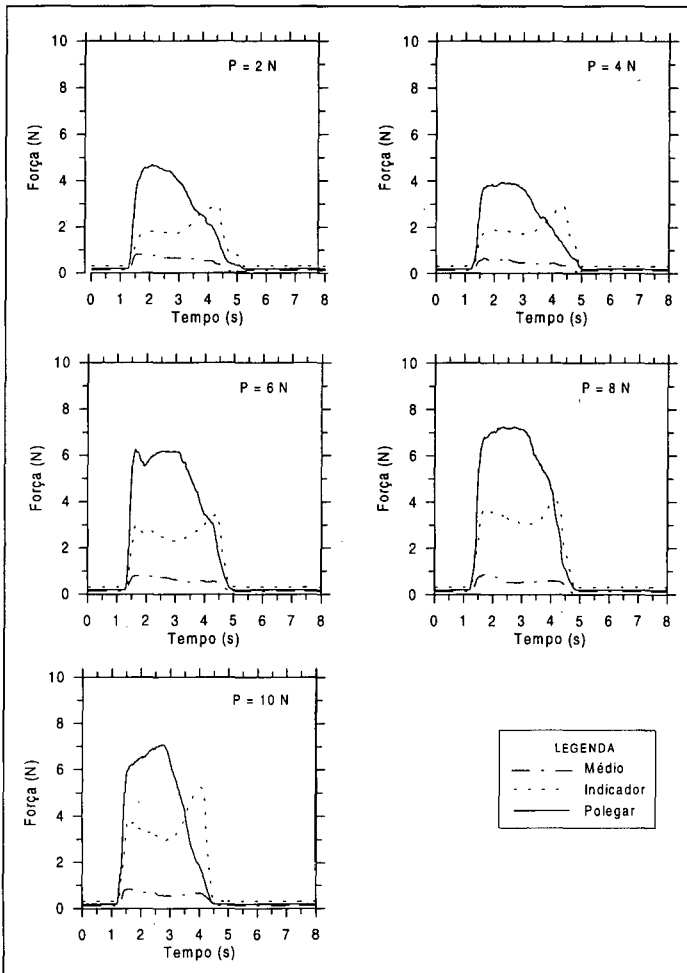 10
8
6
4
2
0
Força (N)
P = 2 N
0 1 2 3 4 5 6 7 8
Tempo (s)
10
8
6
4
2
0
Força (N)
P = 4 N
0 1 2 3 4 5 6 7 8
Tempo (s)
10
8
6
4
2
0
Força (N)
P = 6 N
0 1 2 3 4 5 6 7 8
Tempo (s)
10
8
6
4
2
0
Força (N)
P = 8 N
0 1 2 3 4 5 6 7 8
Tempo (s)
10
8
6
4
2
0
Força (N)
P = 10 N
0 1 2 3 4 5 6 7 8
Tempo (s)
LEGENDA
Médio
Indicador
Polegar